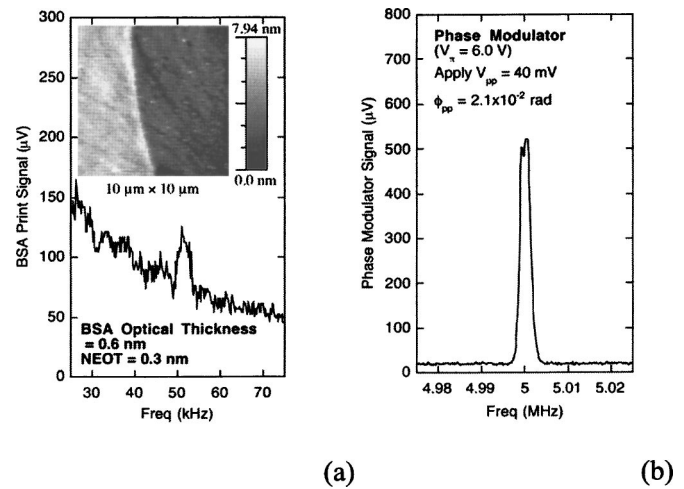 300
250
200
150
100
50
0
BSA Print Signal (µV)
7.94 nm
0.0 nm
10 µm × 10 µm
BSA Optical Thickness
= 0.6 nm
NEOT = 0.3 nm
30 40 50 60 70
Freq (kHz)
(a)
800
700
600
500
400
300
200
100
0
Phase Modulator Signal (µV)
Phase Modulator
(Vπ = 6.0 V)
Apply Vpp = 40 mV
ϕpp = 2.1x10⁻² rad
4.98 4.99 5 5.01 5.02
Freq (MHz)
(b)